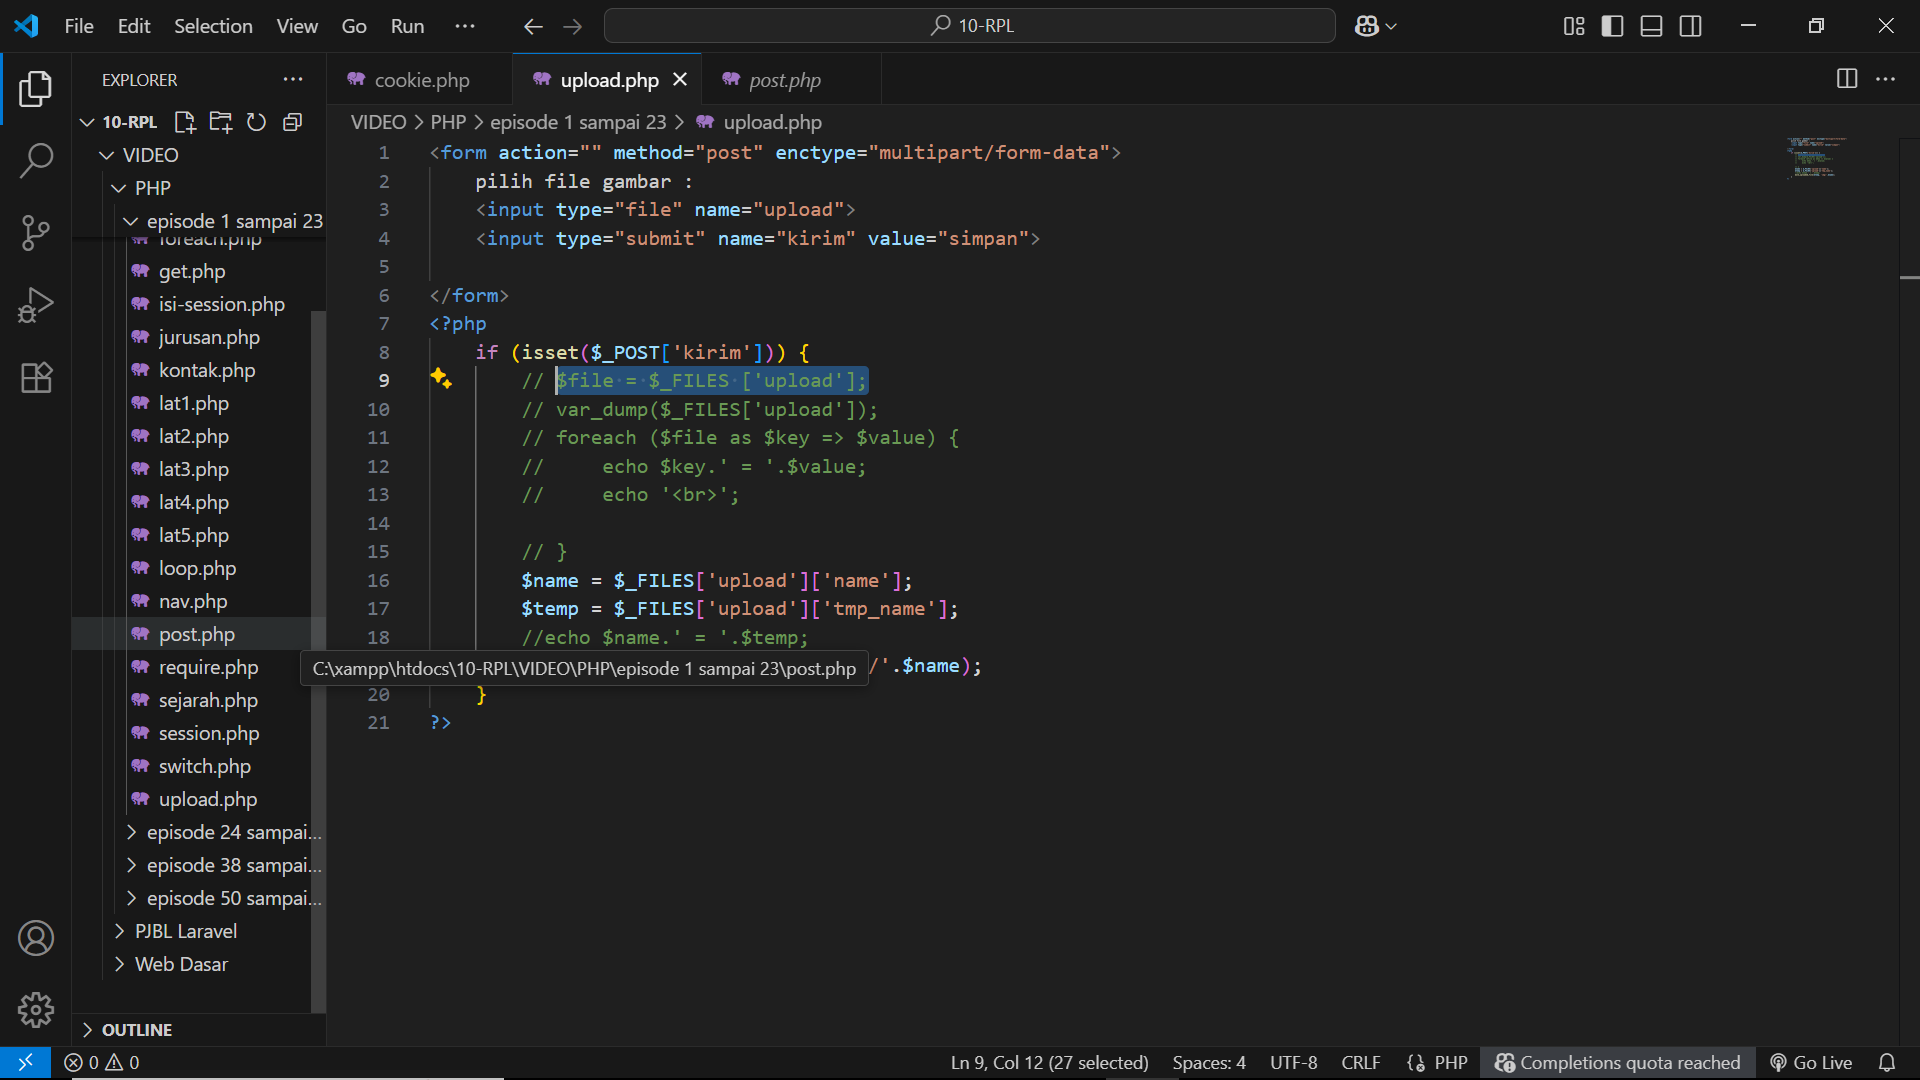 File Edit Selection View Go Run ··· 10-RPL
EXPLORER
cookie.php upload.php post.php
10-RPL
VIDEO > PHP > episode 1 sampai 23 > upload.php
VIDEO
PHP
episode 1 sampai 23
foreach.php
get.php
isi-session.php
jurusan.php
kontak.php
lat1.php
lat2.php
lat3.php
lat4.php
lat5.php
loop.php
nav.php
post.php
require.php
sejarah.php
session.php
switch.php
upload.php
episode 24 sampai...
episode 38 sampai...
episode 50 sampai...
PJBL Laravel
Web Dasar
OUTLINE
1 <form action="" method="post" enctype="multipart/form-data">
2 pilih file gambar :
3 <input type="file" name="upload">
4 <input type="submit" name="kirim" value="simpan">
5
6 </form>
7 <?php
8 if (isset($_POST['kirim'])) {
9 // $file = $_FILES ['upload'];
10 // var_dump($_FILES['upload']);
11 // foreach ($file as $key => $value) {
12 // echo $key.' = '.$value;
13 // echo '<br>';
14
15 // }
16 $name = $_FILES['upload']['name'];
17 $temp = $_FILES['upload']['tmp_name'];
18 //echo $name.' = '.$temp;
C:\xampp\htdocs\10-RPL\VIDEO\PHP\episode 1 sampai 23\post.php /'.$name);
20 }
21 ?>
0 0 Ln 9, Col 12 (27 selected) Spaces: 4 UTF-8 CRLF {} PHP Completions quota reached Go Live